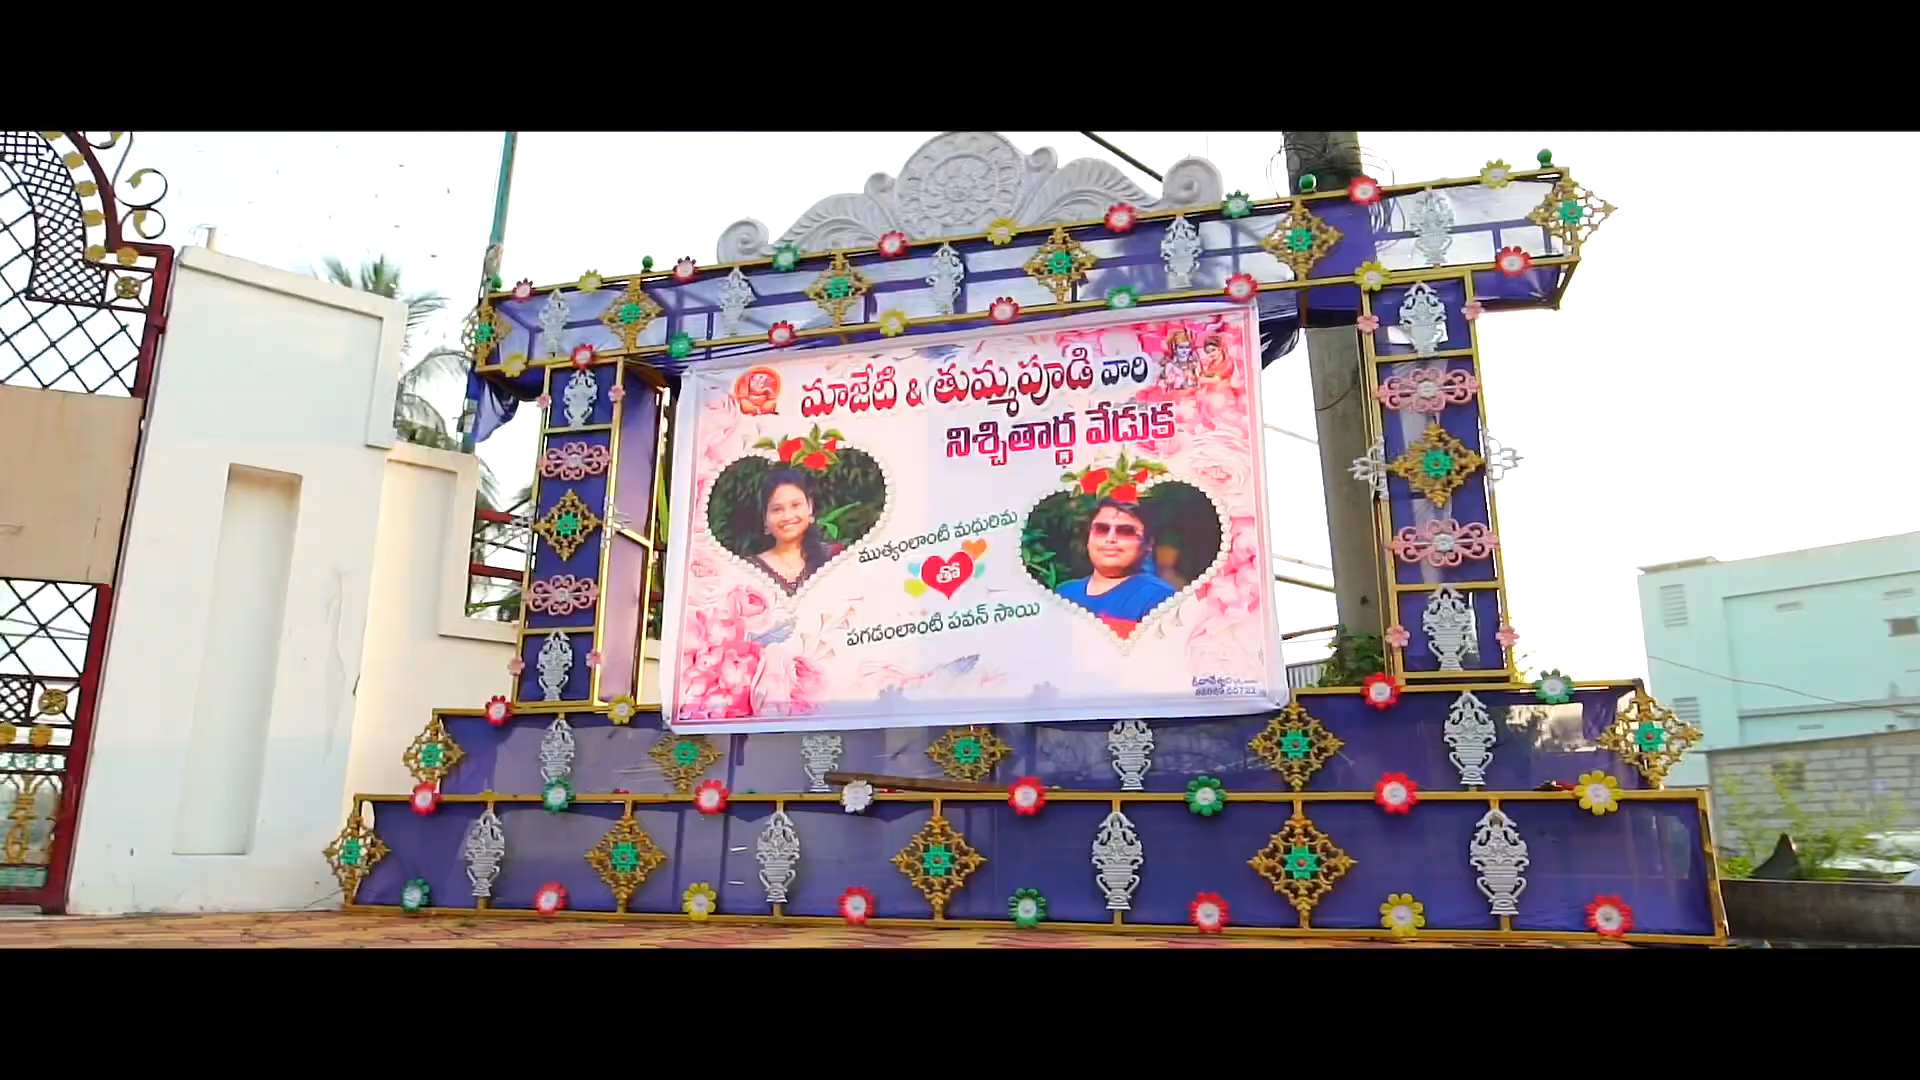 మాజేటి & తుమ్మపూడి వారి
నిశ్చితార్ధ వేడుక
ముత్యంలాంటి మధురిమ
తో
పగడంలాంటి పవన్ సాయి